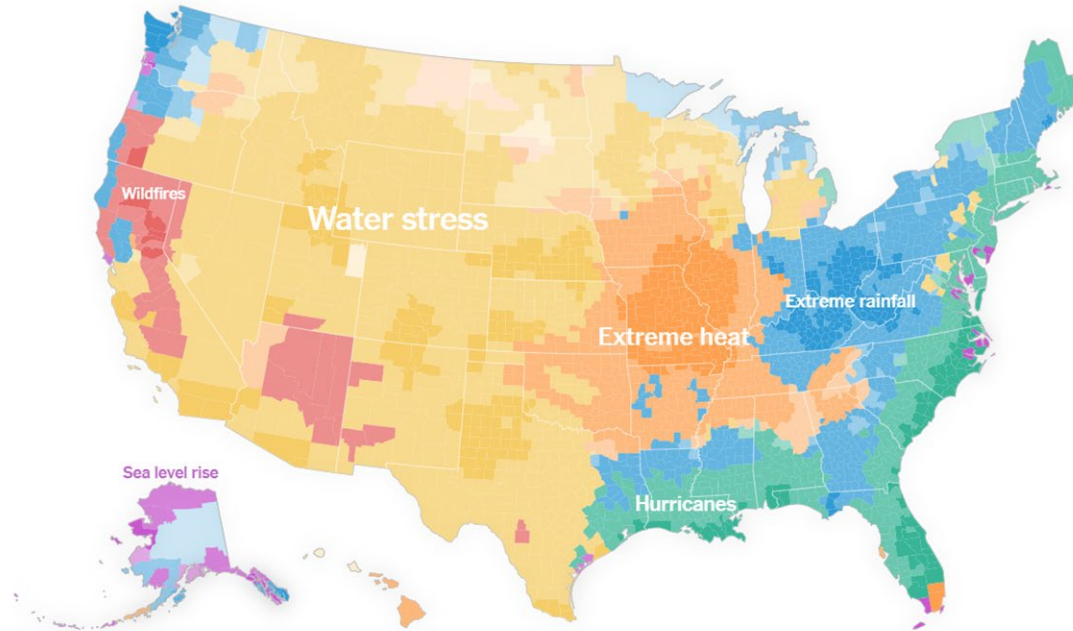 Wildfires
Water stress
Extreme rainfall
Extreme heat
Sea level rise
Hurricanes